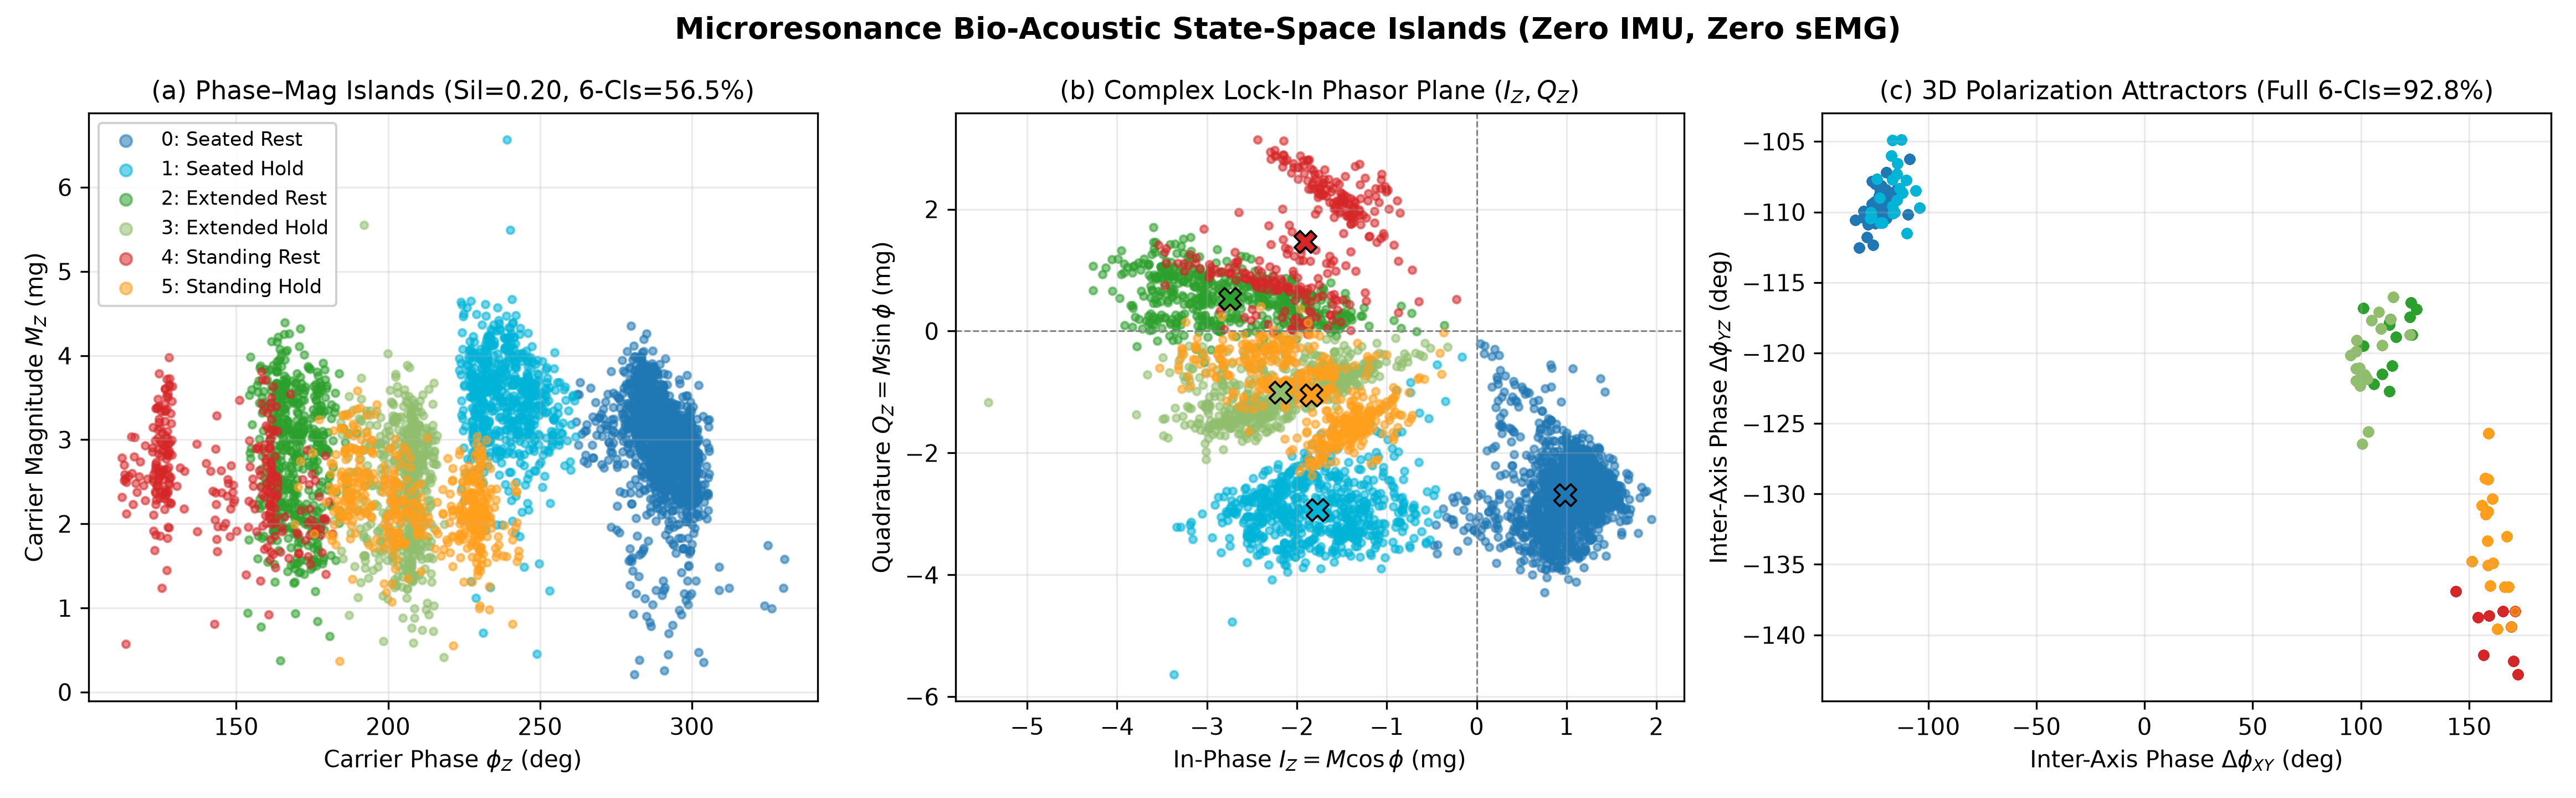 Microresonance Bio-Acoustic State-Space Islands (Zero IMU, Zero sEMG)
(a) Phase–Mag Islands (Sil=0.20, 6-Cls=56.5%)
0: Seated Rest
1: Seated Hold
2: Extended Rest
3: Extended Hold
4: Standing Rest
5: Standing Hold
Carrier Magnitude M_Z (mg)
6
5
4
3
2
1
0
150 200 250 300
Carrier Phase ϕ_Z (deg)
(b) Complex Lock-In Phasor Plane (I_Z, Q_Z)
Quadrature Q_Z = M sin ϕ (mg)
2
0
−2
−4
−6
−5 −4 −3 −2 −1 0 1 2
In-Phase I_Z = M cos ϕ (mg)
(c) 3D Polarization Attractors (Full 6-Cls=92.8%)
Inter-Axis Phase Δϕ_YZ (deg)
−105
−110
−115
−120
−125
−130
−135
−140
−100 −50 0 50 100 150
Inter-Axis Phase Δϕ_XY (deg)